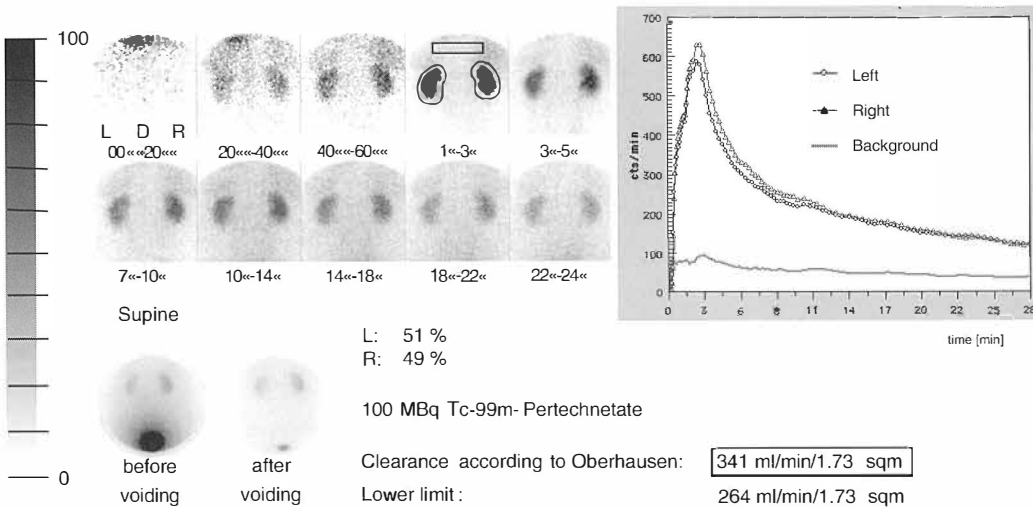 100
L D R
00««-20«« 20««-40«« 40««-60«« 1«-3« 3«-5«
7«-10« 10«-14« 14«-18« 18«-22« 22«-24«
Supine
L: 51 %
R: 49 %
100 MBq Tc-99m- Pertechnetate
before voiding
after voiding
Clearance according to Oberhausen: 341 ml/min/1.73 sqm
Lower limit : 264 ml/min/1.73 sqm
0
700
600
500
400
300
200
100
0
cts/min
Left
Right
Background
0 3 6 8 11 14 17 20 22 25 28
time [min]